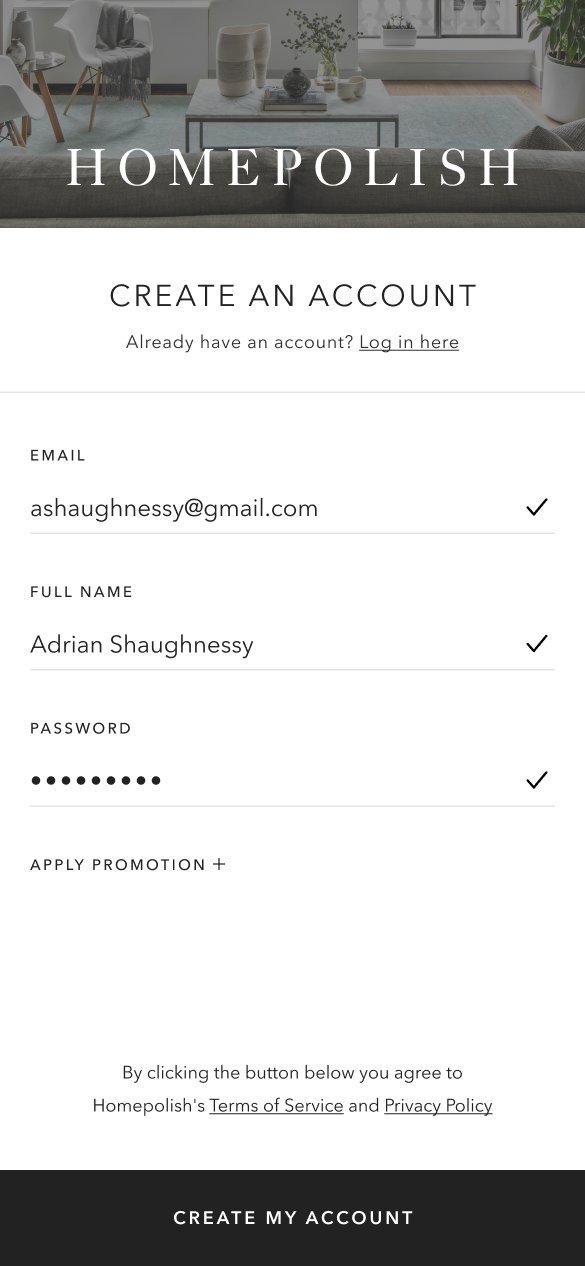 HOMEPOLISH
CREATE AN ACCOUNT
Already have an account? Log in here
EMAIL
ashaughnessy@gmail.com
FULL NAME
Adrian Shaughnessy
PASSWORD
•••••••••
APPLY PROMOTION +
By clicking the button below you agree to
Homepolish's Terms of Service and Privacy Policy
CREATE MY ACCOUNT